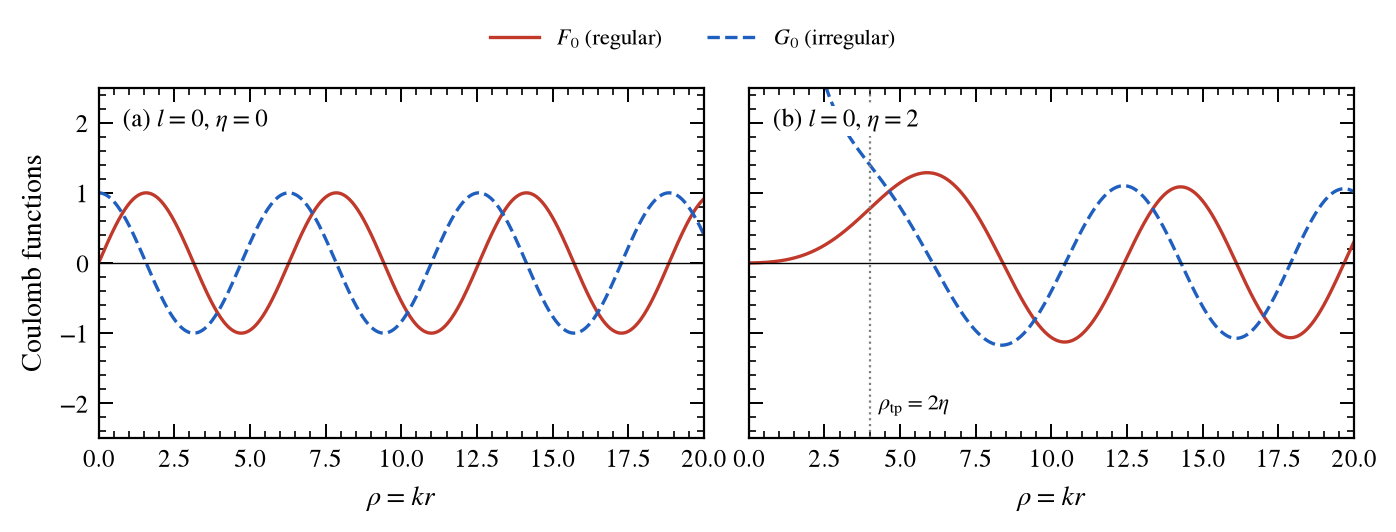 F₀ (regular) G₀ (irregular)
(a) l = 0, η = 0
(b) l = 0, η = 2
Coulomb functions
2
1
0
−1
−2
ρ_tp = 2η
0.0 2.5 5.0 7.5 10.0 12.5 15.0 17.5 20.0
0.0 2.5 5.0 7.5 10.0 12.5 15.0 17.5 20.0
ρ = kr
ρ = kr